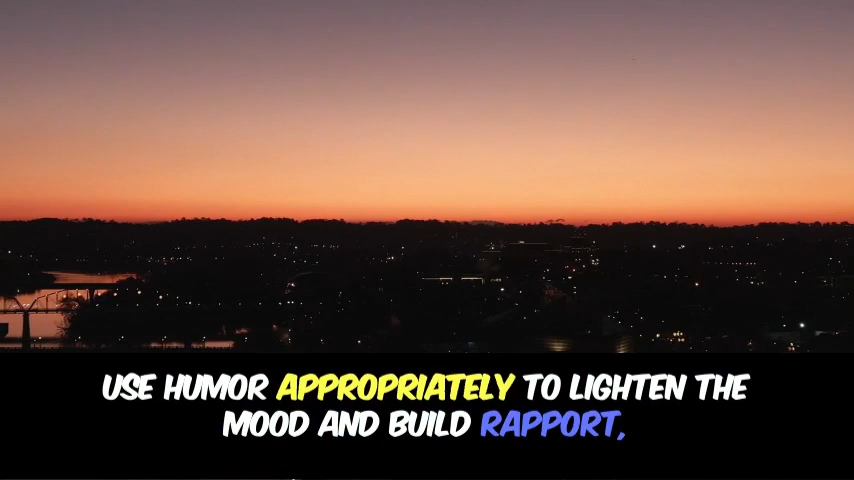 USE HUMOR APPROPRIATELY TO LIGHTEN THE
MOOD AND BUILD RAPPORT,